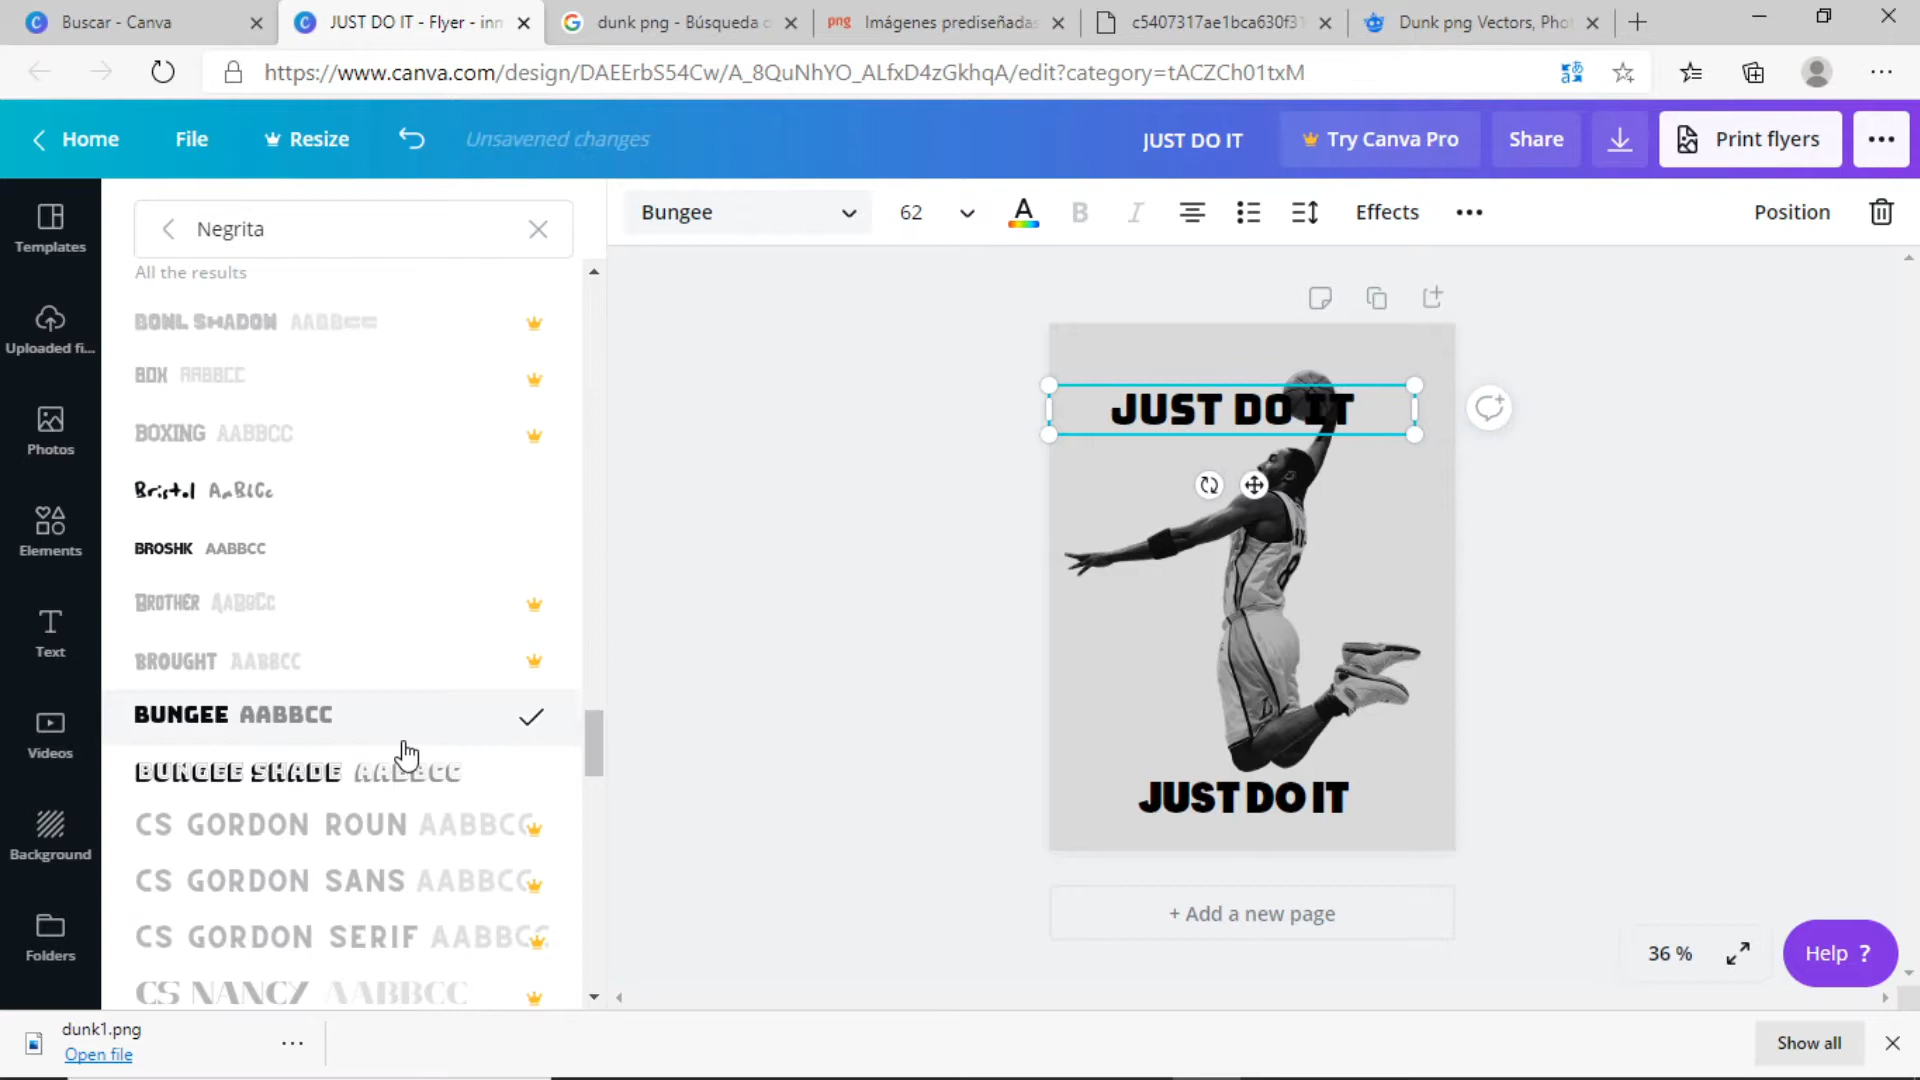 Buscar - Canva
JUST DO IT - Flyer - inn
dunk png - Búsqueda
Imágenes prediseñadas
c5407317ae1bca630f31
Dunk png Vectors, Phot
https://www.canva.com/design/DAEErbS54Cw/A_8QuNhYO_ALfxD4zGkhqA/edit?category=tACZCh01txM
Home
File
Resize
Unsavened changes
JUST DO IT
Try Canva Pro
Share
Print flyers
Templates
Uploaded fi...
Photos
Elements
Text
Videos
Background
Folders
Negrita
All the results
BOWL SHADOW AABBCC
BOX AABBCC
BOXING AABBCC
Bristol AaBbCc
BROSHK AABBCC
BROTHER AABBCC
BROUGHT AABBCC
BUNGEE AABBCC
BUNGEE SHADE AABBCC
CS GORDON ROUN AABBCC
CS GORDON SANS AABBCC
CS GORDON SERIF AABBCC
CS NANCY AABBCC
Bungee
62
A
B
I
Effects
Position
JUST DO IT
8
JUST DO IT
+ Add a new page
36 %
Help ?
dunk1.png
Open file
Show all